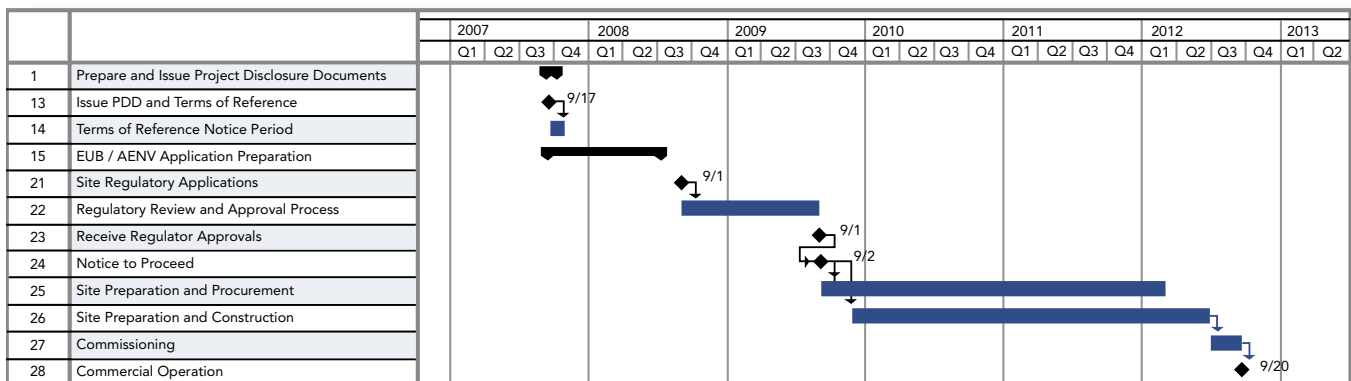 2007 2008 2009 2010 2011 2012 2013
Q1 Q2 Q3 Q4 Q1 Q2 Q3 Q4 Q1 Q2 Q3 Q4 Q1 Q2 Q3 Q4 Q1 Q2 Q3 Q4 Q1 Q2 Q3 Q4 Q1 Q2
1 Prepare and Issue Project Disclosure Documents
13 Issue PDD and Terms of Reference 9/17
14 Terms of Reference Notice Period
15 EUB / AENV Application Preparation
21 Site Regulatory Applications 9/1
22 Regulatory Review and Approval Process
23 Receive Regulator Approvals 9/1
24 Notice to Proceed 9/2
25 Site Preparation and Procurement
26 Site Preparation and Construction
27 Commissioning
28 Commercial Operation 9/20